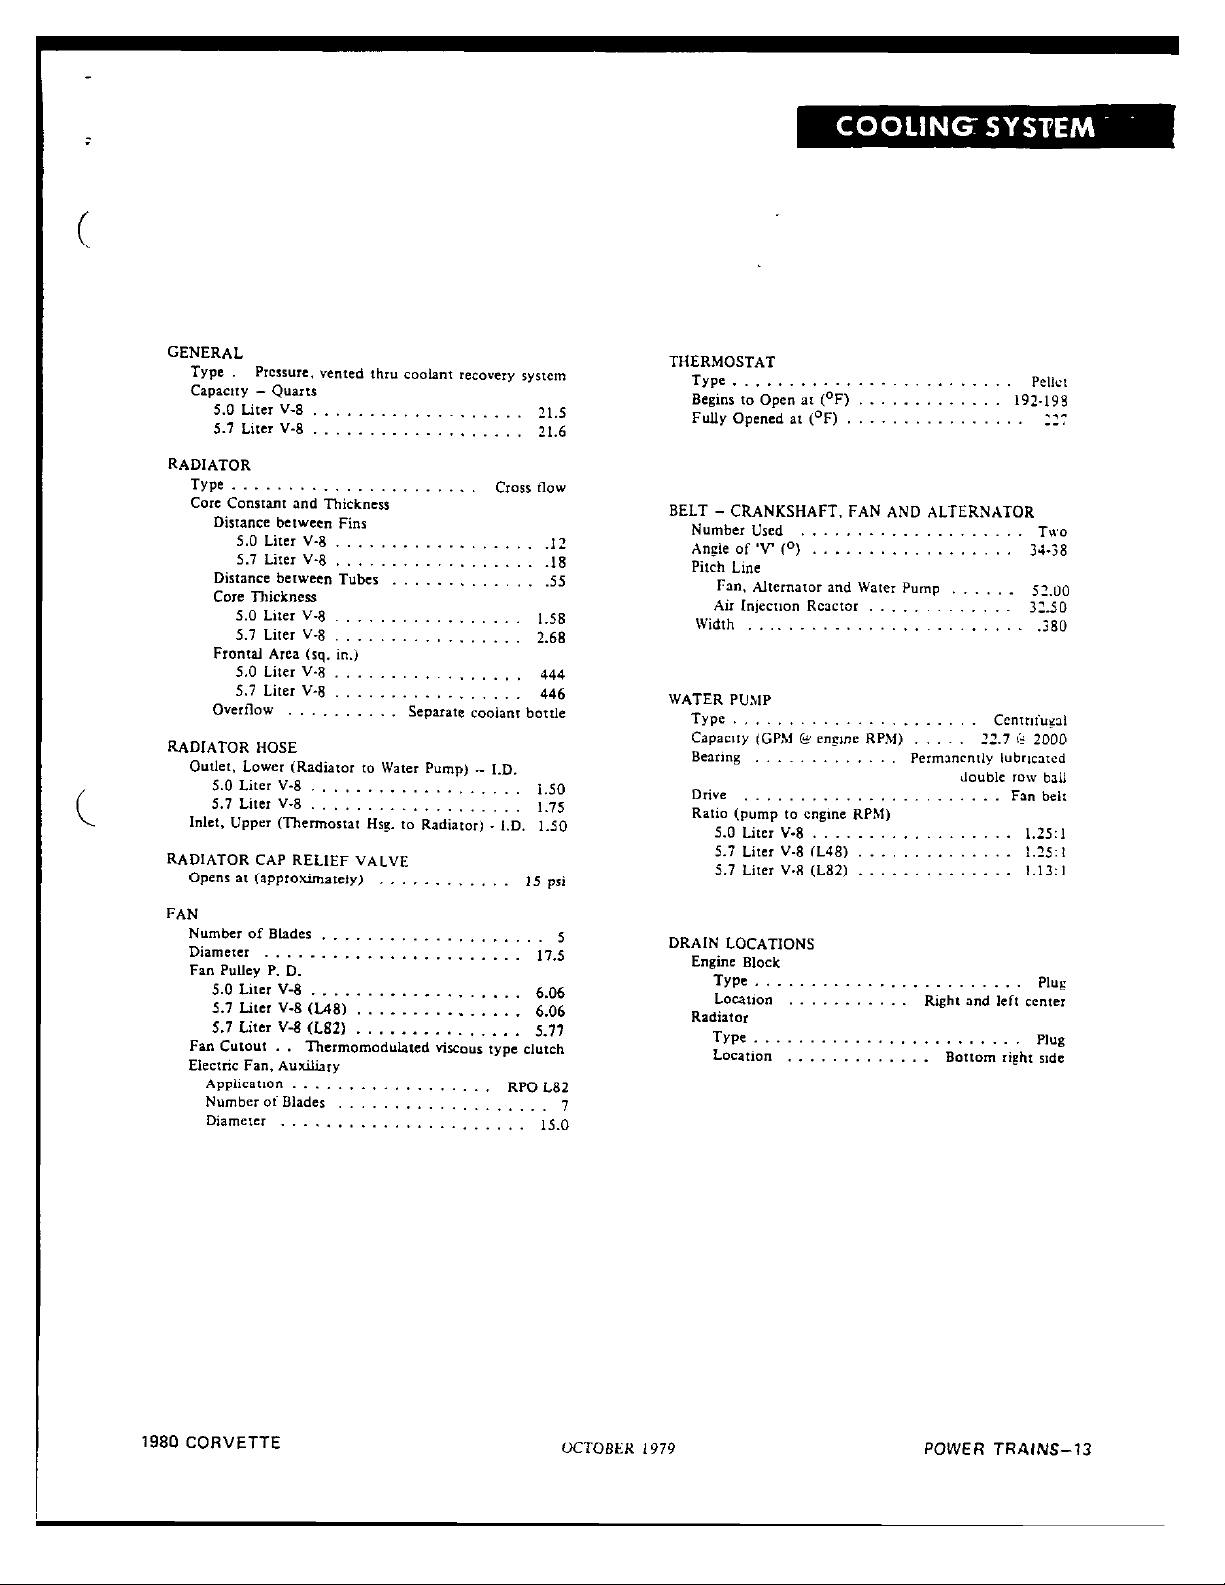 COOLING SYSTEM
GENERAL
Type . Pressure, vented thru coolant recovery system
Capacity – Quarts
5.0 Liter V-8 . . . . . . . . . . . . . . . . . . . 21.5
5.7 Liter V-8 . . . . . . . . . . . . . . . . . . . 21.6
RADIATOR
Type . . . . . . . . . . . . . . . . . . . . . . Cross flow
Core Constant and Thickness
Distance between Fins
5.0 Liter V-8 . . . . . . . . . . . . . . . . . . .12
5.7 Liter V-8 . . . . . . . . . . . . . . . . . . .18
Distance between Tubes . . . . . . . . . . . . . .55
Core Thickness
5.0 Liter V-8 . . . . . . . . . . . . . . . . . 1.58
5.7 Liter V-8 . . . . . . . . . . . . . . . . . 2.68
Frontal Area (sq. in.)
5.0 Liter V-8 . . . . . . . . . . . . . . . . . 444
5.7 Liter V-8 . . . . . . . . . . . . . . . . . 446
Overflow . . . . . . . . . . Separate coolant bottle
RADIATOR HOSE
Outlet, Lower (Radiator to Water Pump) -- I.D.
5.0 Liter V-8 . . . . . . . . . . . . . . . . . . . 1.50
5.7 Liter V-8 . . . . . . . . . . . . . . . . . . . 1.75
Inlet, Upper (Thermostat Hsg. to Radiator) - I.D. 1.50
RADIATOR CAP RELIEF VALVE
Opens at (approximately) . . . . . . . . . . . . 15 psi
FAN
Number of Blades . . . . . . . . . . . . . . . . . . . . 5
Diameter . . . . . . . . . . . . . . . . . . . . . . . 17.5
Fan Pulley P. D.
5.0 Liter V-8 . . . . . . . . . . . . . . . . . . . 6.06
5.7 Liter V-8 (L48) . . . . . . . . . . . . . . . 6.06
5.7 Liter V-8 (L82) . . . . . . . . . . . . . . . 5.77
Fan Cutout . . Thermomodulated viscous type clutch
Electric Fan, Auxiliary
Application . . . . . . . . . . . . . . . . . . RPO L82
Number of Blades . . . . . . . . . . . . . . . . . . . 7
Diameter . . . . . . . . . . . . . . . . . . . . . . 15.0
THERMOSTAT
Type . . . . . . . . . . . . . . . . . . . . . . . . . Pellet
Begins to Open at (°F) . . . . . . . . . . . . . 192-198
Fully Opened at (°F) . . . . . . . . . . . . . . . .
BELT – CRANKSHAFT, FAN AND ALTERNATOR
Number Used . . . . . . . . . . . . . . . . . . . . Two
Angle of 'V' (°) . . . . . . . . . . . . . . . . . . 34-38
Pitch Line
Fan, Alternator and Water Pump . . . . . . 52.00
Air Injection Reactor . . . . . . . . . . . . . 32.50
Width . . . . . . . . . . . . . . . . . . . . . . . . .380
WATER PUMP
Type . . . . . . . . . . . . . . . . . . . . . . Centrifugal
Capacity (GPM @ engine RPM) . . . . . 22.7 @ 2000
Bearing . . . . . . . . . . . . . Permanently lubricated
double row ball
Drive . . . . . . . . . . . . . . . . . . . . . . . Fan belt
Ratio (pump to engine RPM)
5.0 Liter V-8 . . . . . . . . . . . . . . . . . . 1.25:1
5.7 Liter V-8 (L48) . . . . . . . . . . . . . . 1.25:1
5.7 Liter V-8 (L82) . . . . . . . . . . . . . . 1.13:1
DRAIN LOCATIONS
Engine Block
Type . . . . . . . . . . . . . . . . . . . . . . . . Plug
Location . . . . . . . . . . . Right and left center
Radiator
Type . . . . . . . . . . . . . . . . . . . . . . . . Plug
Location . . . . . . . . . . . . . Bottom right side
1980 CORVETTE
OCTOBER 1979
POWER TRAINS–13